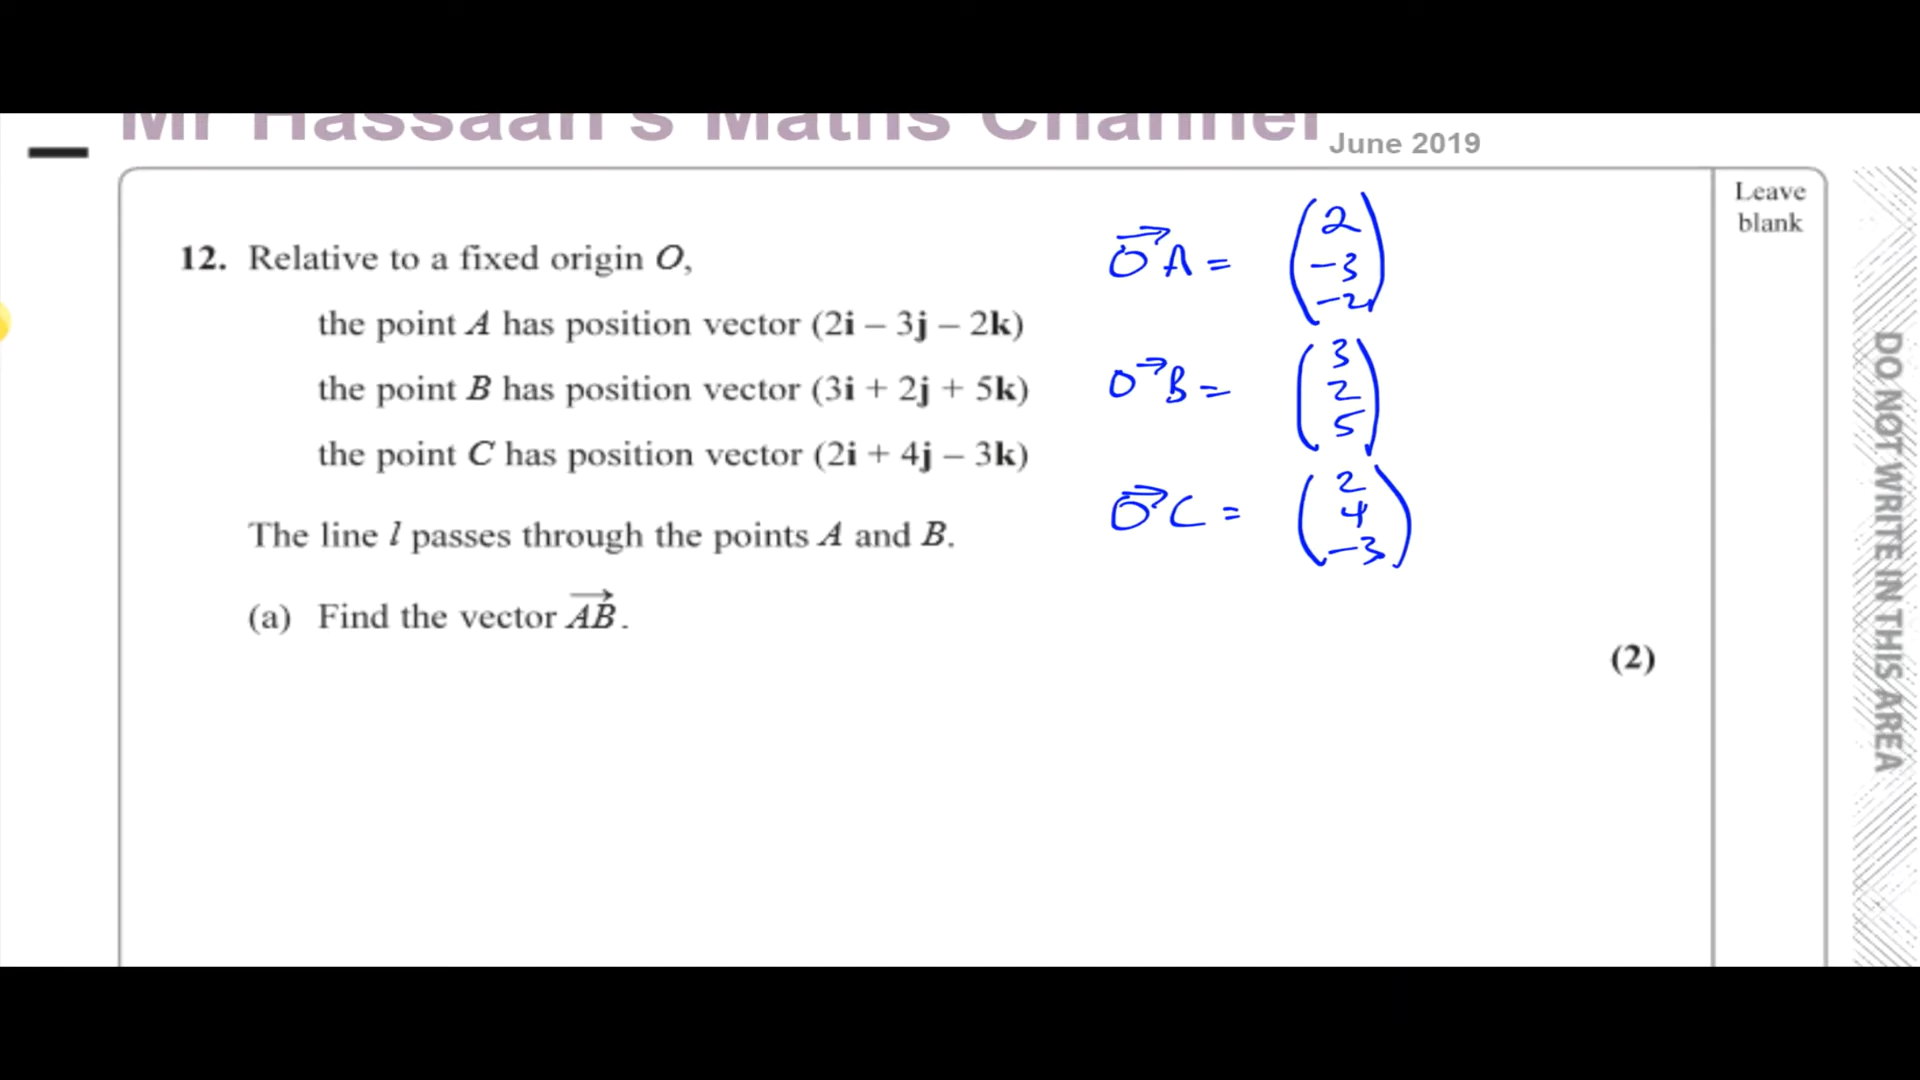 Mr Hassaan's Maths Channel
June 2019
Leave
blank
12. Relative to a fixed origin O,
the point A has position vector (2i – 3j – 2k)
the point B has position vector (3i + 2j + 5k)
the point C has position vector (2i + 4j – 3k)
The line l passes through the points A and B.
(a) Find the vector AB.
(2)
OA =
2
-3
-2
OB =
3
2
5
OC =
2
4
-3
DO NOT WRITE IN THIS AREA